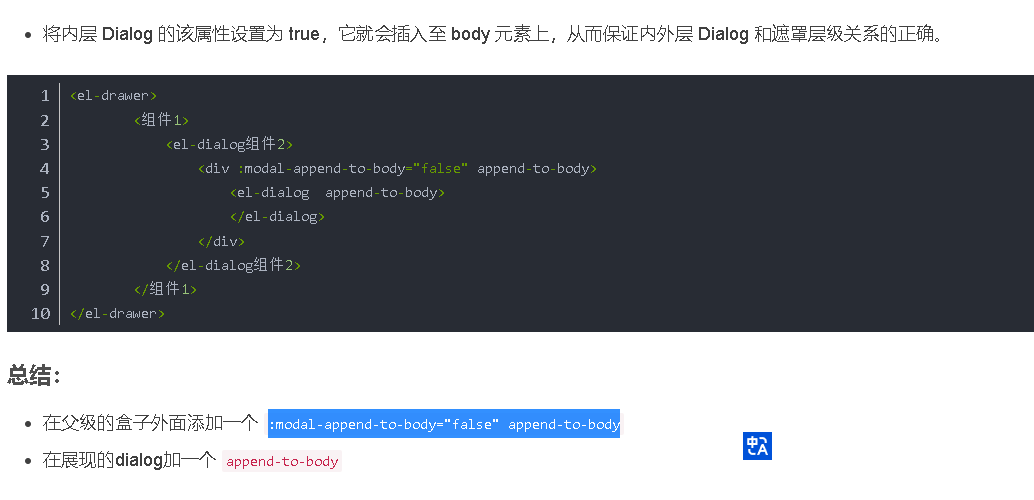 将内层 Dialog 的该属性设置为 true，它就会插入至 body 元素上，从而保证内外层 Dialog 和遮罩层级关系的正确。
1 <el-drawer>
2 <组件1>
3 <el-dialog组件2>
4 <div :modal-append-to-body="false" append-to-body>
5 <el-dialog  append-to-body>
6 </el-dialog>
7 </div>
8 </el-dialog组件2>
9 </组件1>
10 </el-drawer>
总结：
在父级的盒子外面添加一个 :modal-append-to-body="false" append-to-body
在展现的dialog加一个 append-to-body
中 A